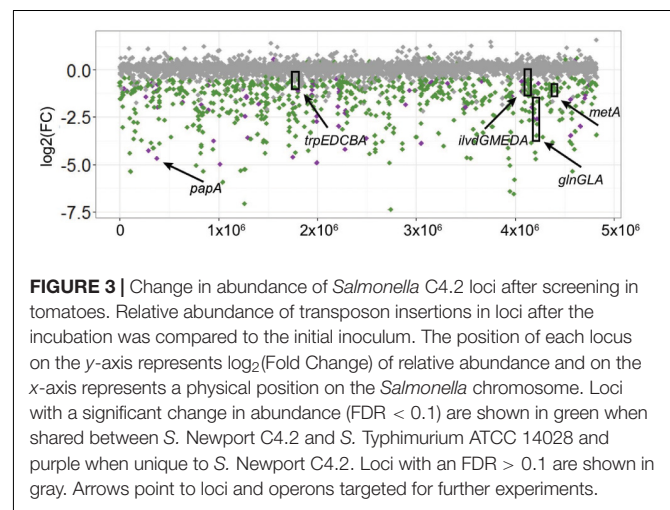 0.0
-2.5
-5.0
-7.5
log2(FC)
trpEDCBA
ilvdGMEDA
metA
glnGLA
papA
0 1x10⁶ 2x10⁶ 3x10⁶ 4x10⁶ 5x10⁶
FIGURE 3 | Change in abundance of Salmonella C4.2 loci after screening in
tomatoes. Relative abundance of transposon insertions in loci after the
incubation was compared to the initial inoculum. The position of each locus
on the y-axis represents log₂(Fold Change) of relative abundance and on the
x-axis represents a physical position on the Salmonella chromosome. Loci
with a significant change in abundance (FDR < 0.1) are shown in green when
shared between S. Newport C4.2 and S. Typhimurium ATCC 14028 and
purple when unique to S. Newport C4.2. Loci with an FDR > 0.1 are shown in
gray. Arrows point to loci and operons targeted for further experiments.